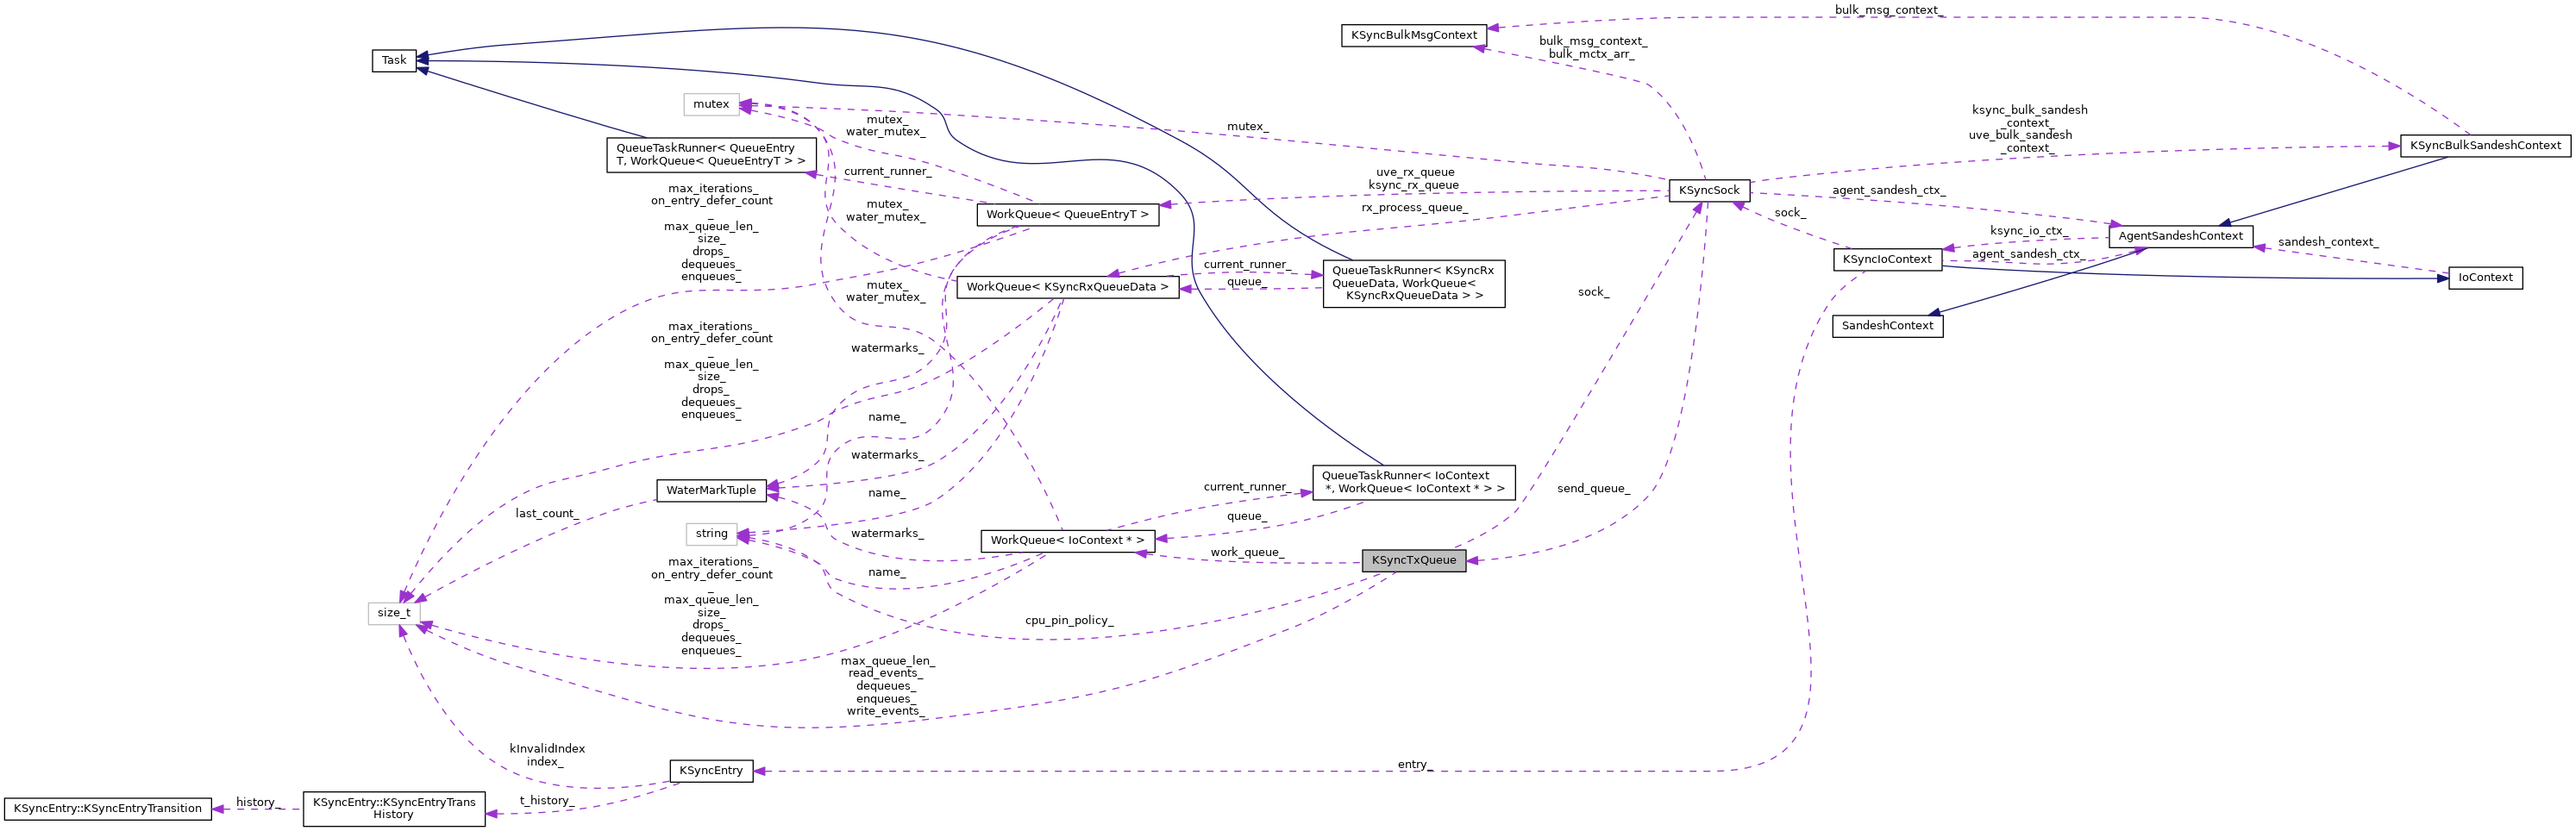 bulk_msg_context_
KSyncBulkMsgContext
bulk_msg_context_
bulk_mctx_arr_
Task
mutex_
water_mutex_
mutex
mutex_
ksync_bulk_sandesh
_context_
uve_bulk_sandesh
_context_
QueueTaskRunner< QueueEntry
T, WorkQueue< QueueEntryT > >
KSyncBulkSandeshContext
current_runner_
uve_rx_queue
ksync_rx_queue
KSyncSock
agent_sandesh_ctx_
max_iterations_
on_entry_defer_count
_
max_queue_len_
size_
drops_
dequeues_
enqueues_
mutex_
water_mutex_
WorkQueue< QueueEntryT >
rx_process_queue_
sock_
ksync_io_ctx_
AgentSandeshContext
sandesh_context_
agent_sandesh_ctx_
KSyncIoContext
IoContext
current_runner_
queue_
QueueTaskRunner< KSyncRx
QueueData, WorkQueue<
KSyncRxQueueData > >
WorkQueue< KSyncRxQueueData >
mutex_
water_mutex_
sock_
SandeshContext
max_iterations_
on_entry_defer_count
_
max_queue_len_
size_
drops_
dequeues_
enqueues_
watermarks_
name_
watermarks_
name_
WaterMarkTuple
last_count_
string
current_runner_
QueueTaskRunner< IoContext
*, WorkQueue< IoContext * > >
send_queue_
queue_
watermarks_
WorkQueue< IoContext * >
work_queue_
KSyncTxQueue
name_
max_iterations_
on_entry_defer_count
_
max_queue_len_
size_
drops_
dequeues_
enqueues_
size_t
cpu_pin_policy_
max_queue_len_
read_events_
dequeues_
enqueues_
write_events_
kInvalidIndex
index_
KSyncEntry
entry_
KSyncEntry::KSyncEntryTransition
history_
KSyncEntry::KSyncEntryTrans
History
t_history_